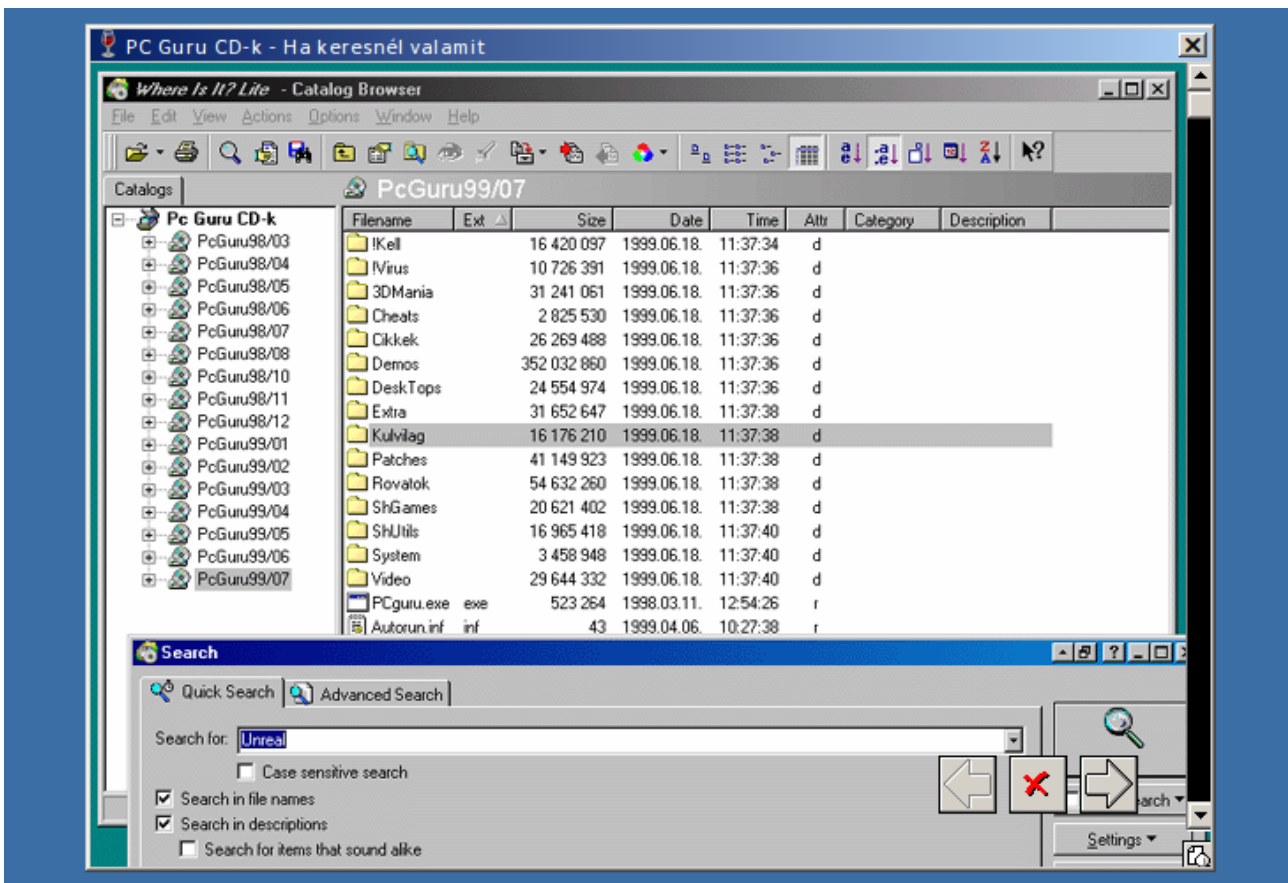 PC Guru CD-k - Ha keresnél valamit
Where Is It? Lite - Catalog Browser
File Edit View Actions Options Window Help
Catalogs
PcGuru99/07
Pc Guru CD-k
PcGuru98/03
PcGuru98/04
PcGuru98/05
PcGuru98/06
PcGuru98/07
PcGuru98/08
PcGuru98/10
PcGuru98/11
PcGuru98/12
PcGuru99/01
PcGuru99/02
PcGuru99/03
PcGuru99/04
PcGuru99/05
PcGuru99/06
PcGuru99/07
Filename Ext Size Date Time Attr Category Description
!Kell 16 420 097 1999.06.18. 11:37:34 d
!Virus 10 726 391 1999.06.18. 11:37:36 d
3DMania 31 241 061 1999.06.18. 11:37:36 d
Cheats 2 825 530 1999.06.18. 11:37:36 d
Cikkek 26 269 488 1999.06.18. 11:37:36 d
Demos 352 032 860 1999.06.18. 11:37:36 d
DeskTops 24 554 974 1999.06.18. 11:37:36 d
Extra 31 652 647 1999.06.18. 11:37:38 d
Kulvilag 16 176 210 1999.06.18. 11:37:38 d
Patches 41 149 923 1999.06.18. 11:37:38 d
Rovatok 54 632 260 1999.06.18. 11:37:38 d
ShGames 20 621 402 1999.06.18. 11:37:38 d
ShUtils 16 965 418 1999.06.18. 11:37:40 d
System 3 458 948 1999.06.18. 11:37:40 d
Video 29 644 332 1999.06.18. 11:37:40 d
PCguru.exe exe 523 264 1998.03.11. 12:54:26 r
Autorun.inf inf 43 1999.04.06. 10:27:38 r
Search
Quick Search Advanced Search
Search for: Unreal
Case sensitive search
Search in file names
Search in descriptions
Search for items that sound alike
Settings